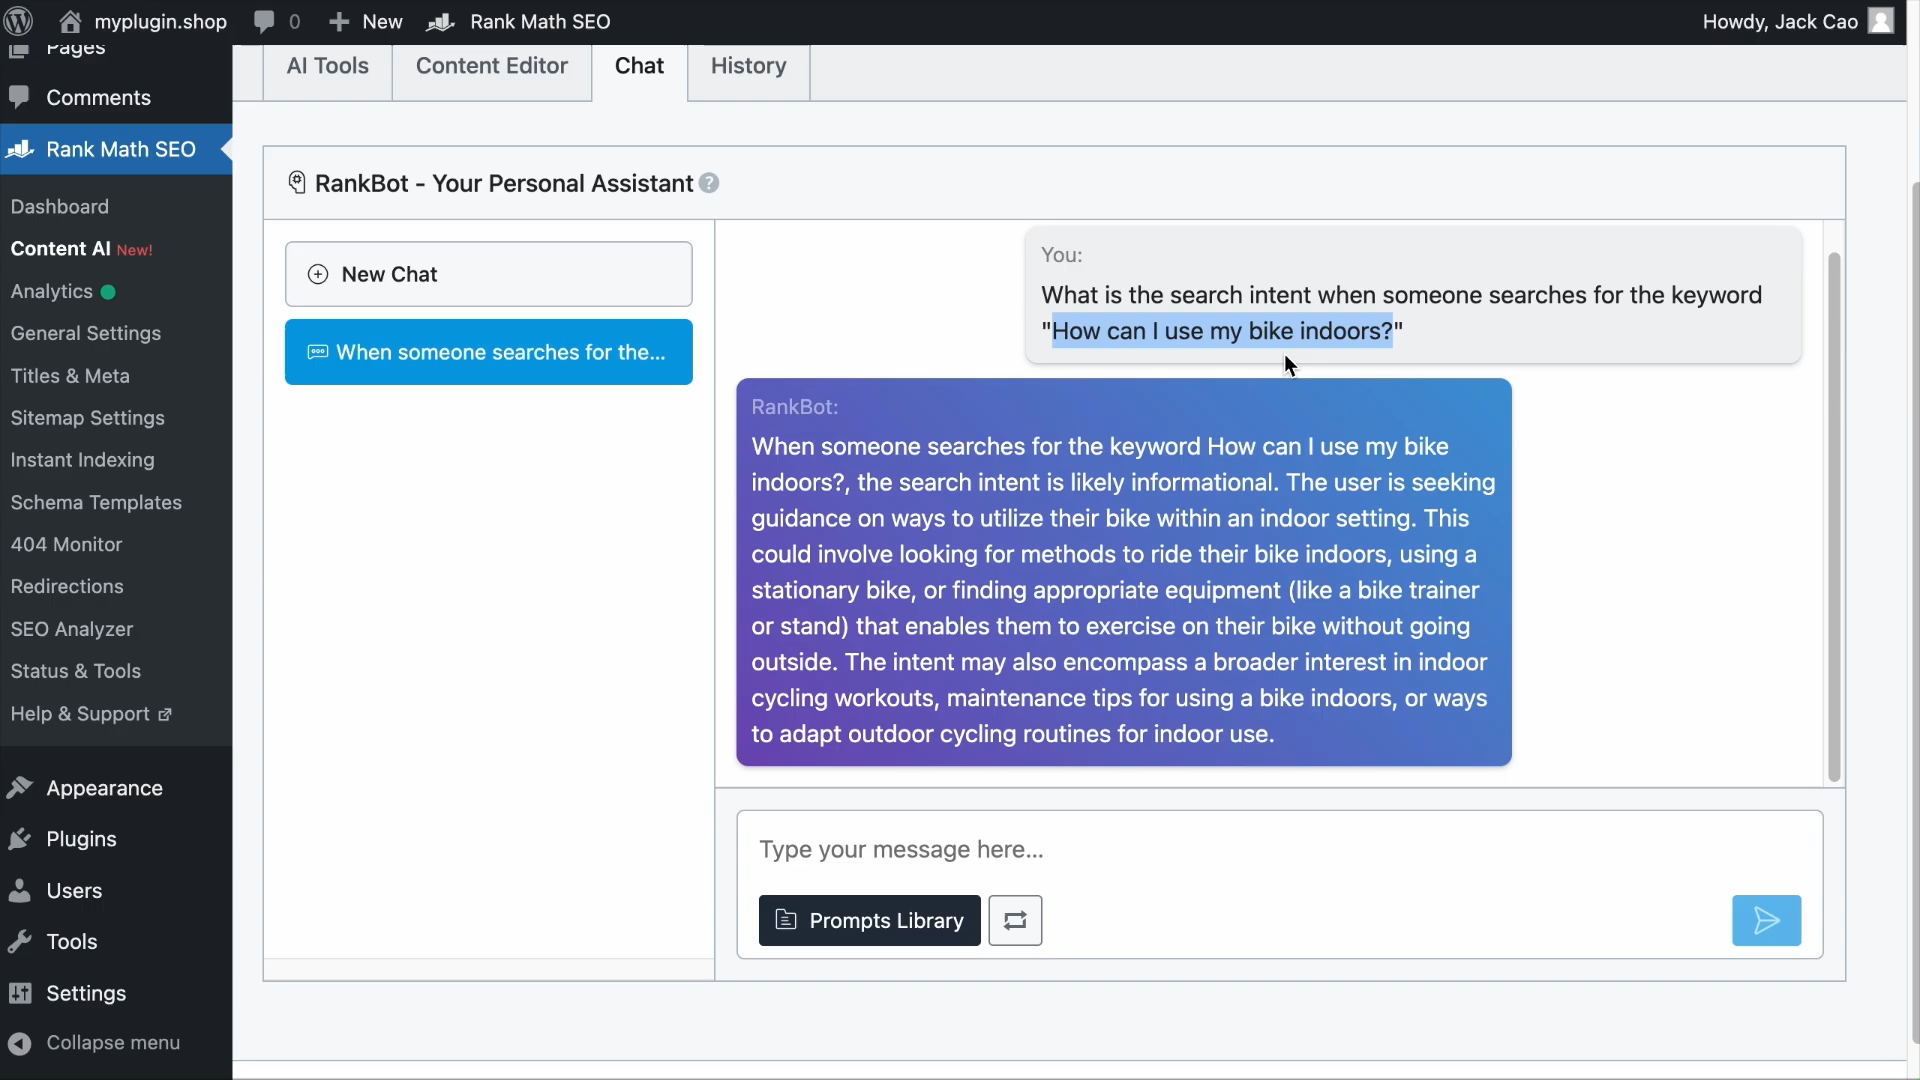 myplugin.shop
0
New
Rank Math SEO
Howdy, Jack Cao
Pages
Comments
Rank Math SEO
Dashboard
Content AI New!
Analytics
General Settings
Titles & Meta
Sitemap Settings
Instant Indexing
Schema Templates
404 Monitor
Redirections
SEO Analyzer
Status & Tools
Help & Support
Appearance
Plugins
Users
Tools
Settings
Collapse menu
AI Tools
Content Editor
Chat
History
RankBot - Your Personal Assistant ?
New Chat
When someone searches for the...
You:
What is the search intent when someone searches for the keyword
"How can I use my bike indoors?"
RankBot:
When someone searches for the keyword How can I use my bike
indoors?, the search intent is likely informational. The user is seeking
guidance on ways to utilize their bike within an indoor setting. This
could involve looking for methods to ride their bike indoors, using a
stationary bike, or finding appropriate equipment (like a bike trainer
or stand) that enables them to exercise on their bike without going
outside. The intent may also encompass a broader interest in indoor
cycling workouts, maintenance tips for using a bike indoors, or ways
to adapt outdoor cycling routines for indoor use.
Type your message here...
Prompts Library